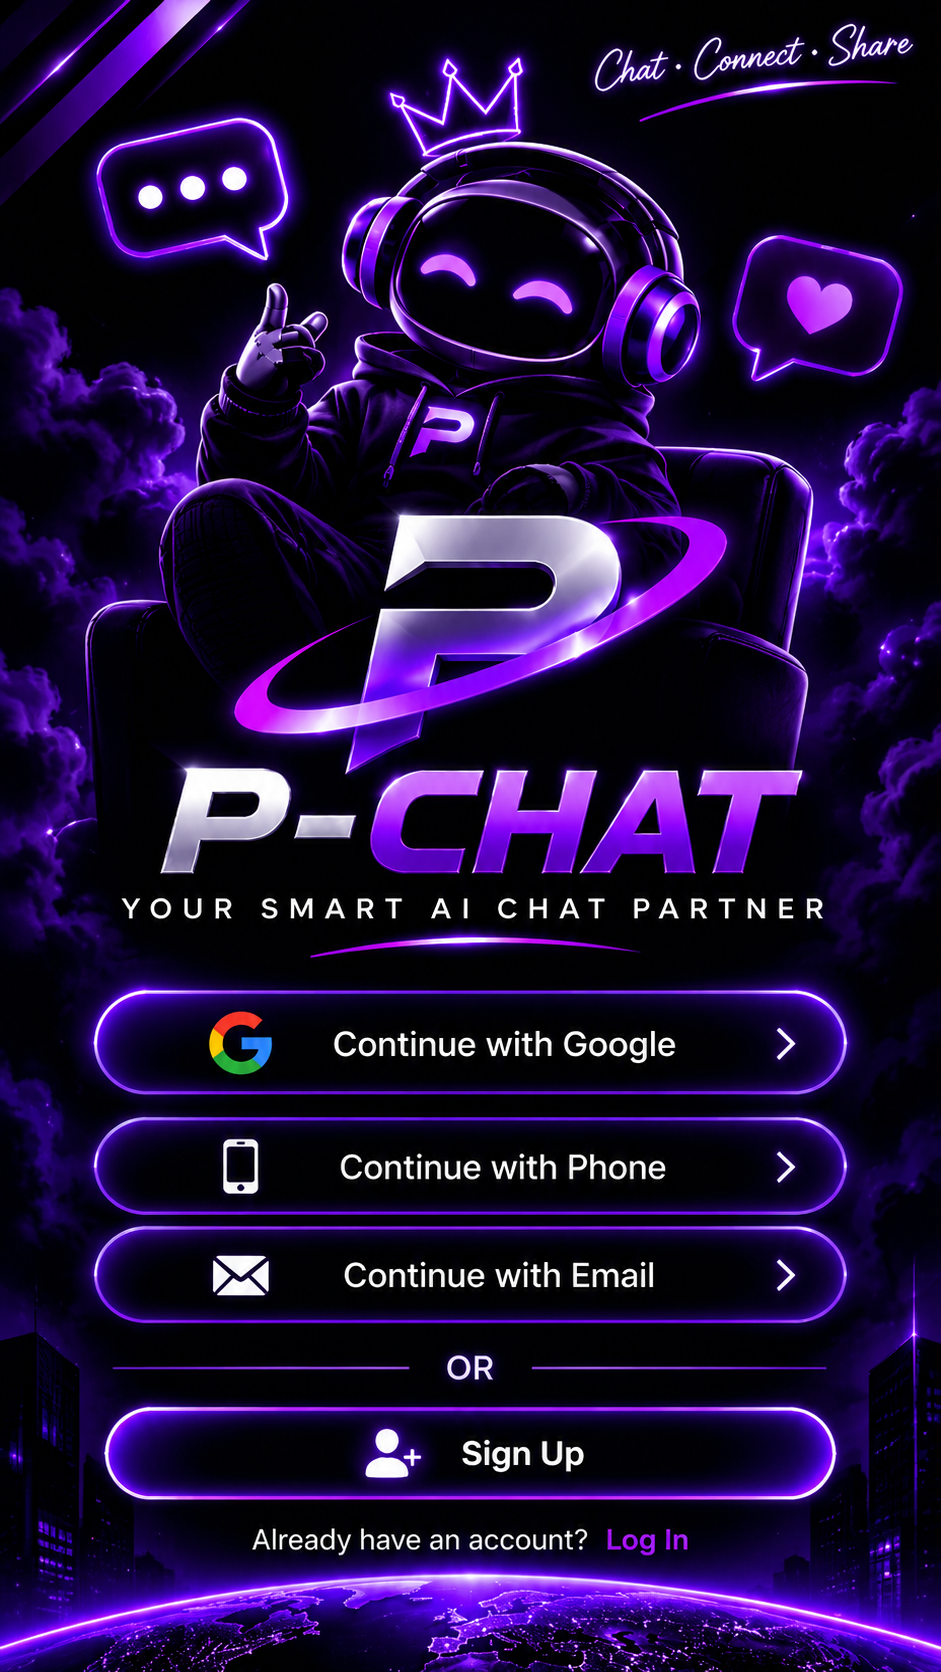 Chat · Connect · Share
P
P
P-CHAT
YOUR SMART AI CHAT PARTNER
G
Continue with Google
Continue with Phone
Continue with Email
OR
Sign Up
Already have an account? Log In